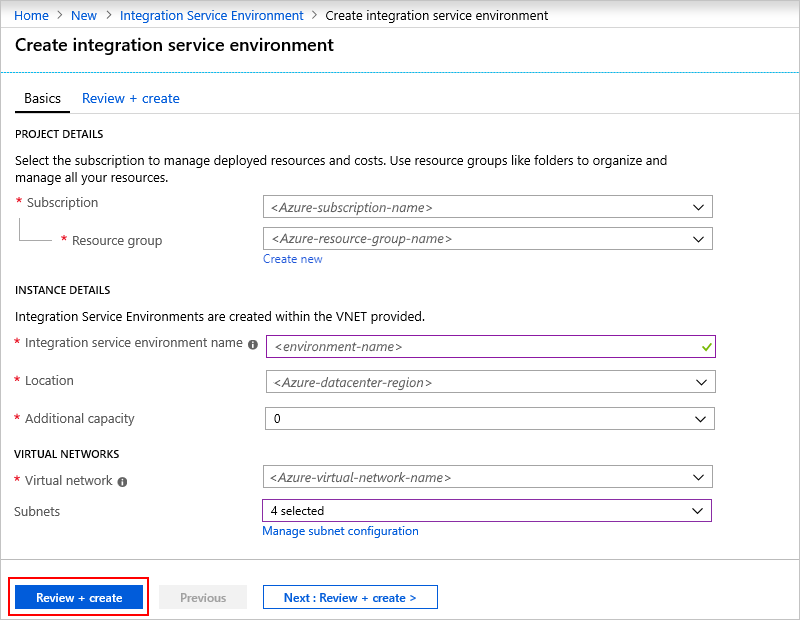 Home > New > Integration Service Environment > Create integration service environment
Create integration service environment
Basics Review + create
PROJECT DETAILS
Select the subscription to manage deployed resources and costs. Use resource groups like folders to organize and
manage all your resources.
* Subscription <Azure-subscription-name>
* Resource group <Azure-resource-group-name>
Create new
INSTANCE DETAILS
Integration Service Environments are created within the VNET provided.
* Integration service environment name <environment-name>
* Location <Azure-datacenter-region>
* Additional capacity 0
VIRTUAL NETWORKS
* Virtual network <Azure-virtual-network-name>
Subnets 4 selected
Manage subnet configuration
Review + create Previous Next : Review + create >